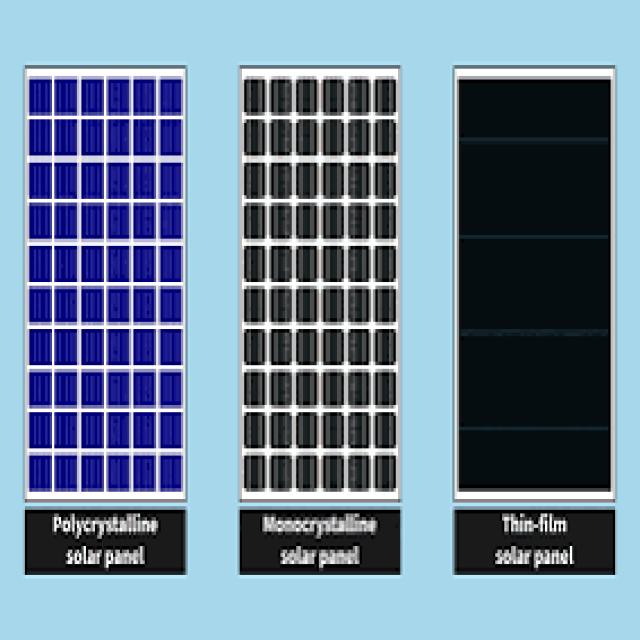 Polycrystalline
solar panel
Monocrystalline
solar panel
Thin-film
solar panel